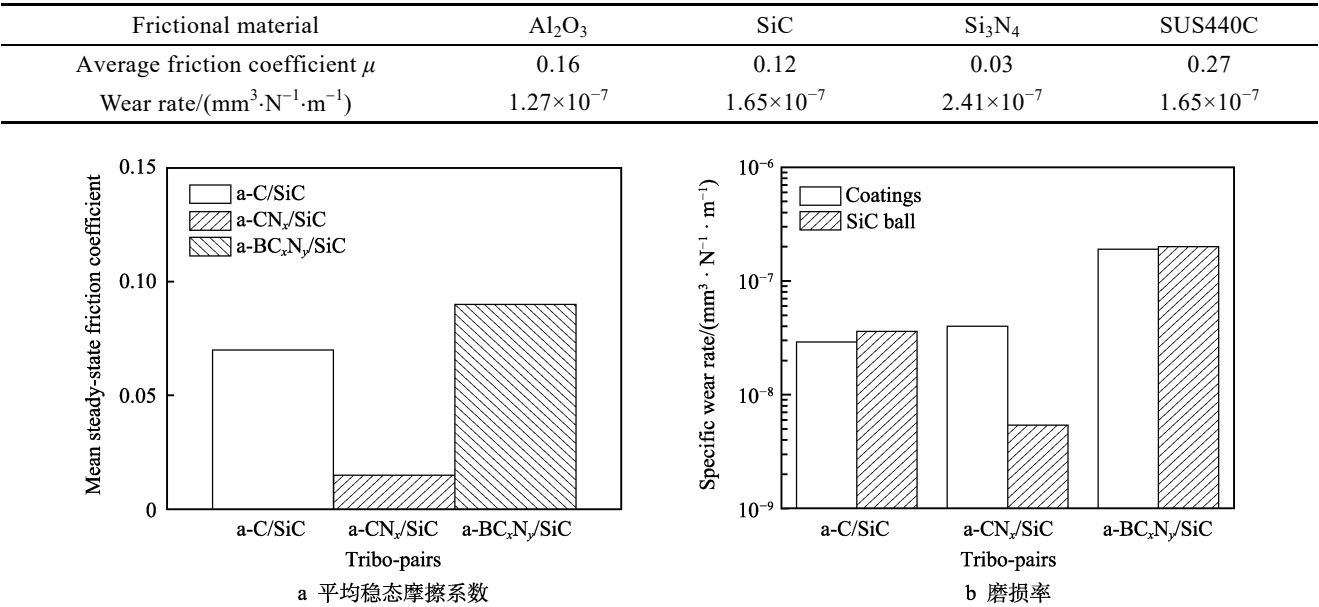 Frictional material Al₂O₃ SiC Si₃N₄ SUS440C
Average friction coefficient μ 0.16 0.12 0.03 0.27
Wear rate/(mm³·N⁻¹·m⁻¹) 1.27×10⁻⁷ 1.65×10⁻⁷ 2.41×10⁻⁷ 1.65×10⁻⁷
Mean steady-state friction coefficient
0.15
0.10
0.05
0
a-C/SiC
a-CNₓ/SiC
a-BCₓNᵧ/SiC
a-C/SiC a-CNₓ/SiC a-BCₓNᵧ/SiC
Tribo-pairs
a 平均稳态摩擦系数
Specific wear rate/(mm³·N⁻¹·m⁻¹)
10⁻⁶
10⁻⁷
10⁻⁸
10⁻⁹
Coatings
SiC ball
a-C/SiC a-CNₓ/SiC a-BCₓNᵧ/SiC
Tribo-pairs
b 磨损率